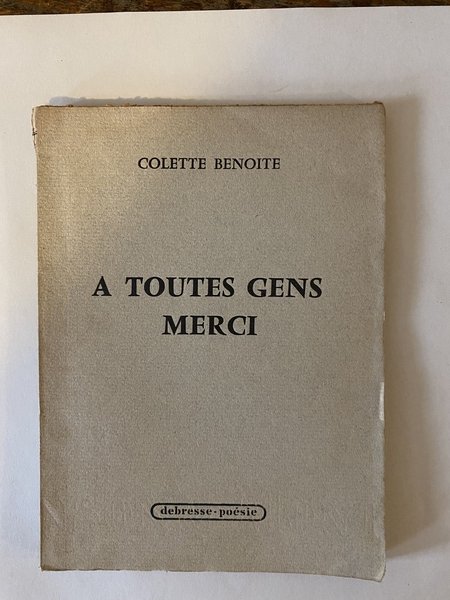 COLETTE BENOITE
A TOUTES GENS
MERCI
debresse-poésie